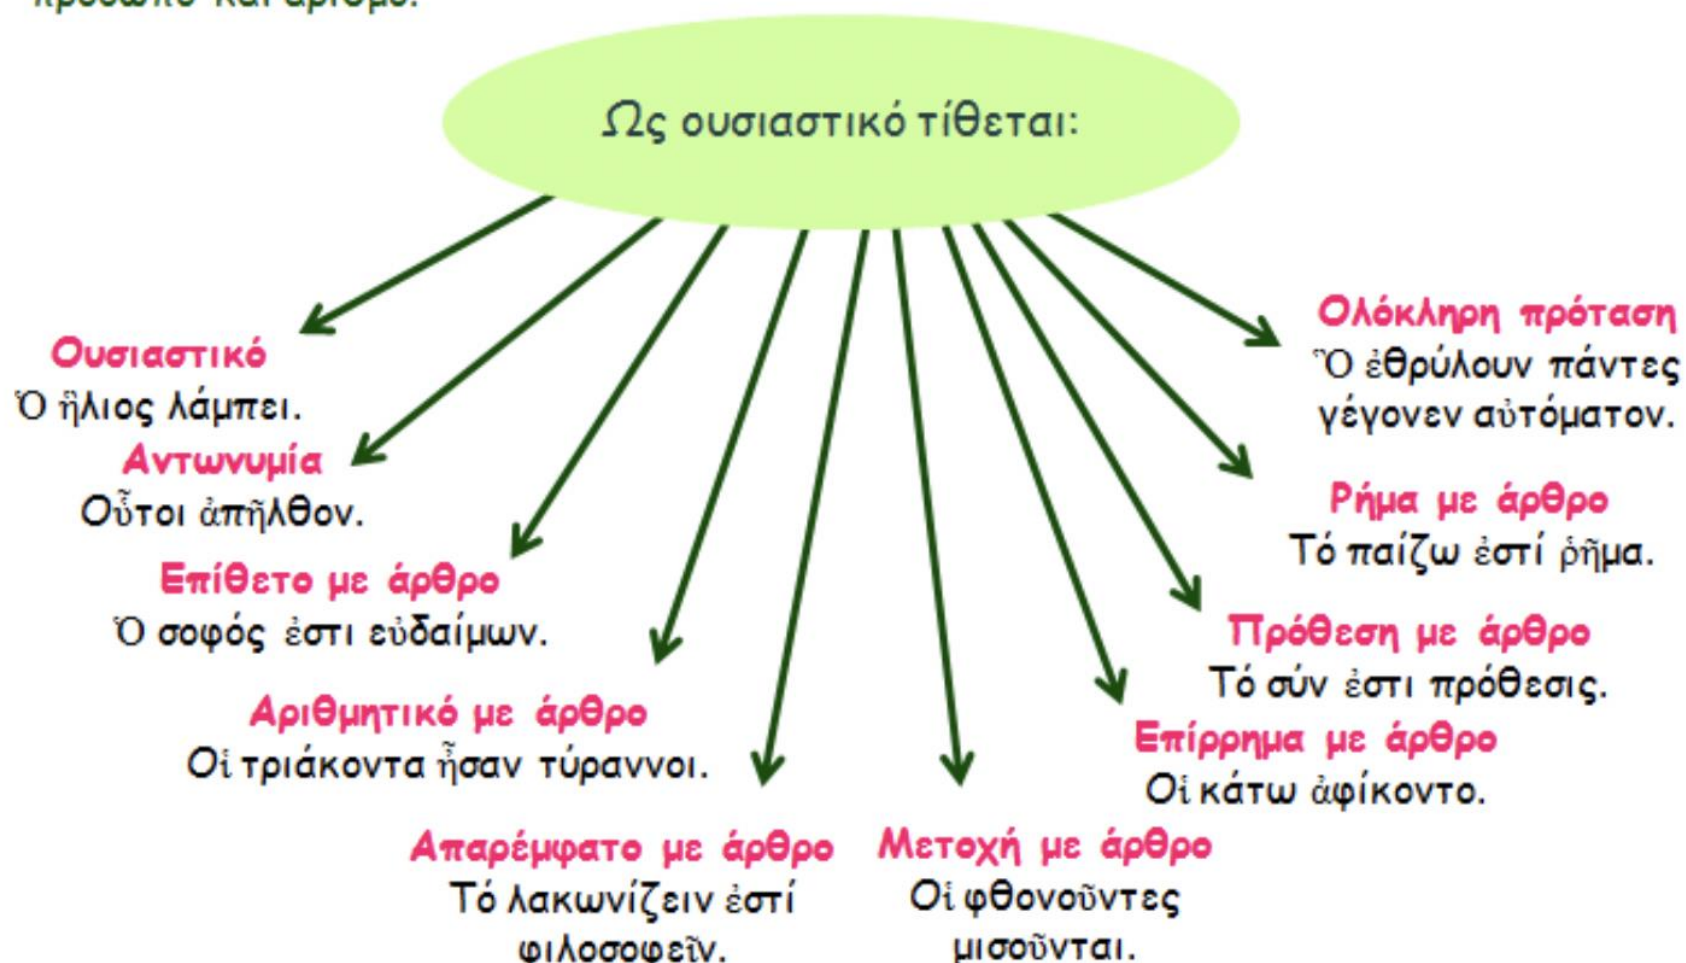 πρόσωπο και αριθμό.
Ως ουσιαστικό τίθεται:
Ουσιαστικό
Ὁ ἥλιος λάμπει.
Αντωνυμία
Οὗτοι ἀπῆλθον.
Επίθετο με άρθρο
Ὁ σοφός ἐστι εὐδαίμων.
Αριθμητικό με άρθρο
Οἱ τριάκοντα ἦσαν τύραννοι.
Απαρέμφατο με άρθρο
Τό λακωνίζειν ἐστί
φιλοσοφεῖν.
Μετοχή με άρθρο
Οἱ φθονοῦντες
μισοῦνται.
Επίρρημα με άρθρο
Οἱ κάτω ἀφίκοντο.
Πρόθεση με άρθρο
Τό σύν ἐστι πρόθεσις.
Ρήμα με άρθρο
Τό παίζω ἐστί ῥῆμα.
Ολόκληρη πρόταση
Ὃ ἐθρύλουν πάντες
γέγονεν αὐτόματον.